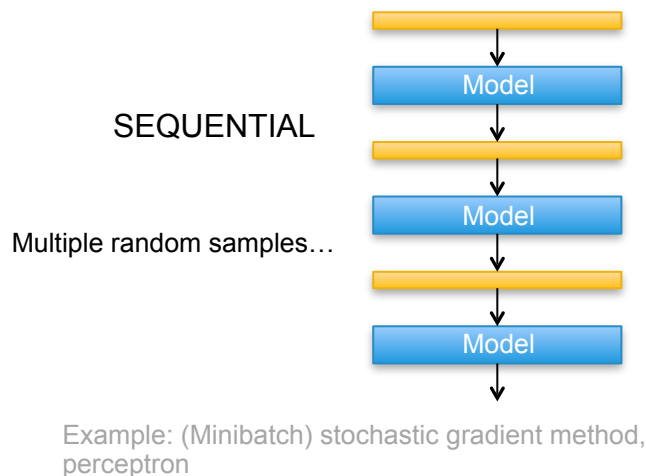 Model
SEQUENTIAL
Model
Multiple random samples…
Model
Example: (Minibatch) stochastic gradient method,
perceptron